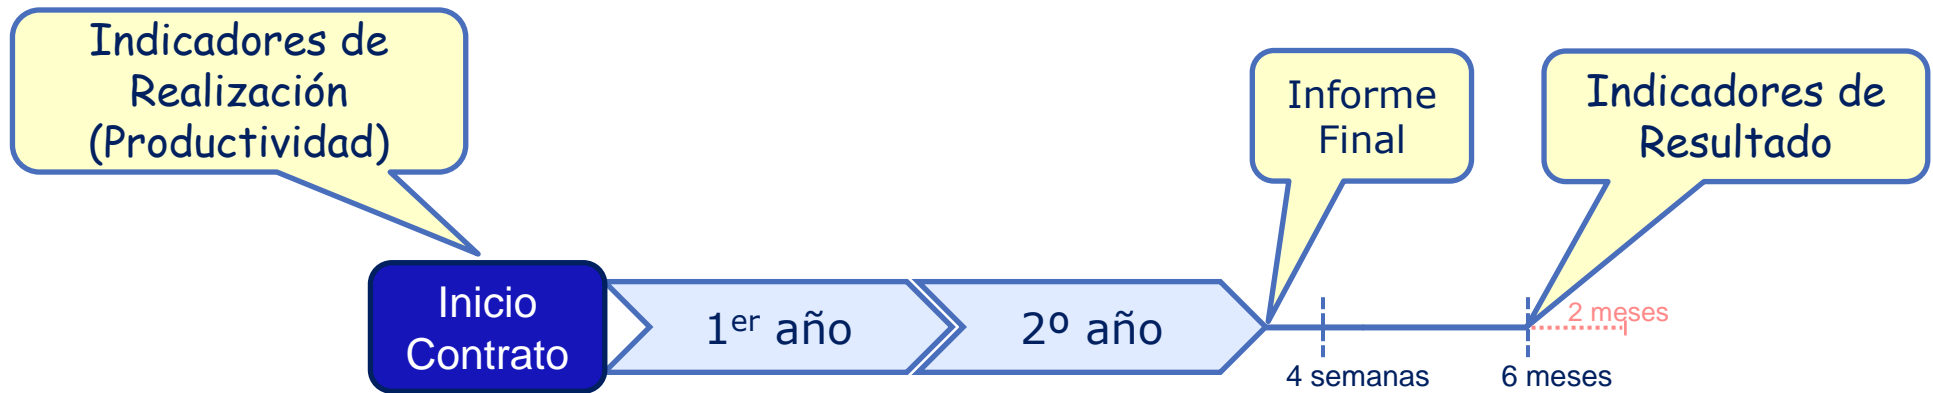 Indicadores de
Realización
(Productividad)
Informe
Final
Indicadores de
Resultado
Inicio
Contrato
1er año
2º año
2 meses
4 semanas
6 meses